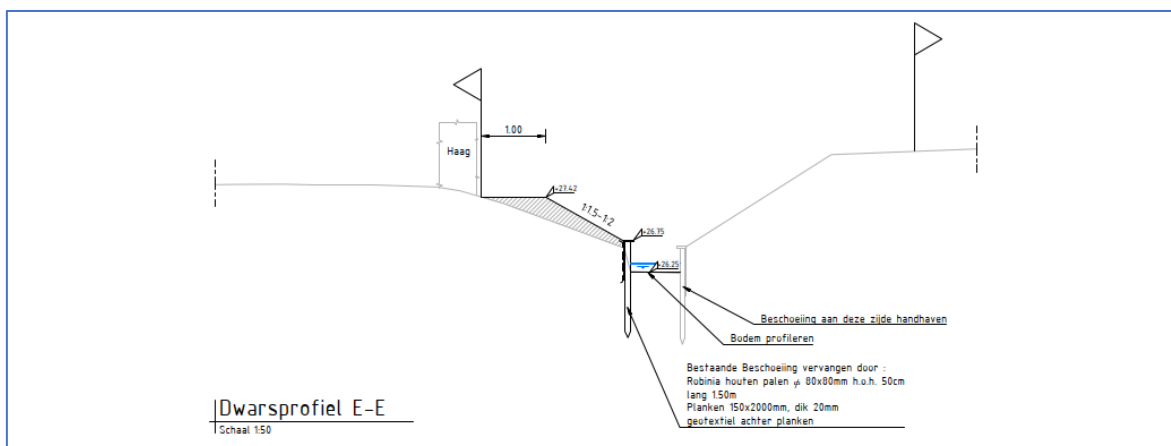 1.00
Haag
+27.42
1:1.5-1:2
+26.75
+26.25
Beschoeiing aan deze zijde handhaven
Bodem profileren
Bestaande Beschoeiing vervangen door :
Robinia houten palen 80x80mm h.o.h. 50cm
lang 1.50m
Planken 150x2000mm, dik 20mm
geotextiel achter planken
Dwarsprofiel E-E
Schaal 1:50